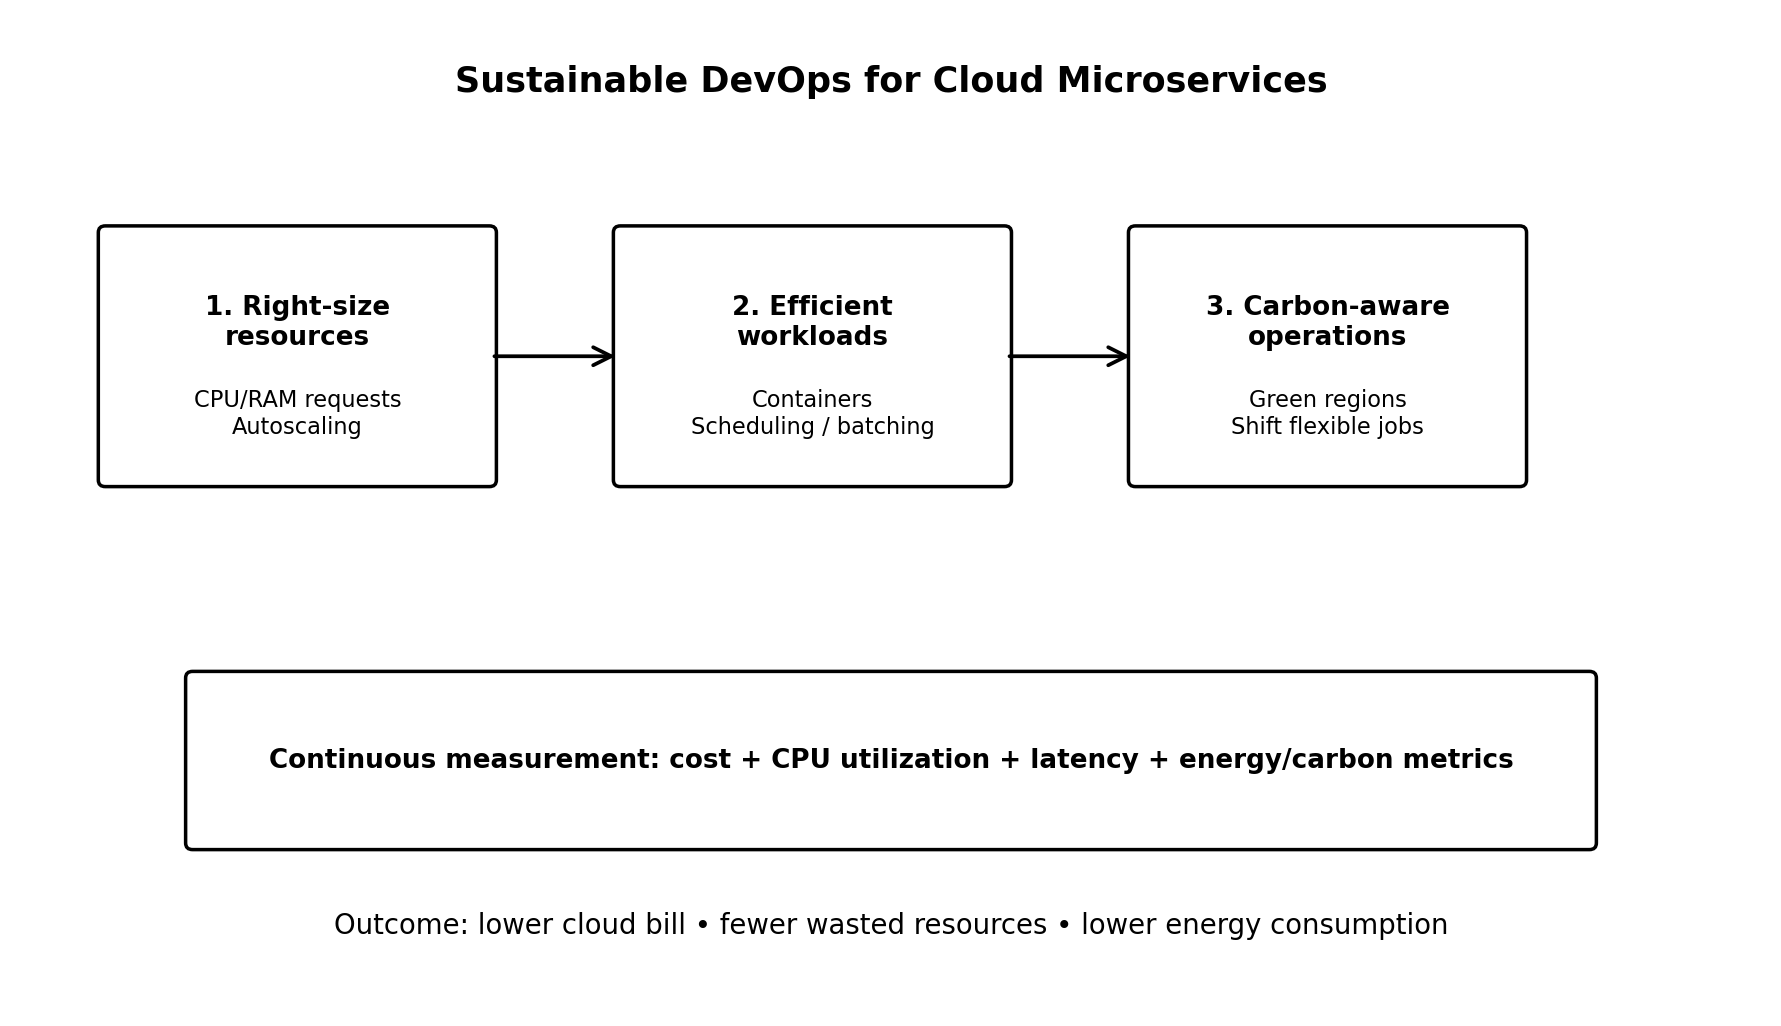 Sustainable DevOps for Cloud Microservices
1. Right-size
resources
CPU/RAM requests
Autoscaling
2. Efficient
workloads
Containers
Scheduling / batching
3. Carbon-aware
operations
Green regions
Shift flexible jobs
Continuous measurement: cost + CPU utilization + latency + energy/carbon metrics
Outcome: lower cloud bill • fewer wasted resources • lower energy consumption